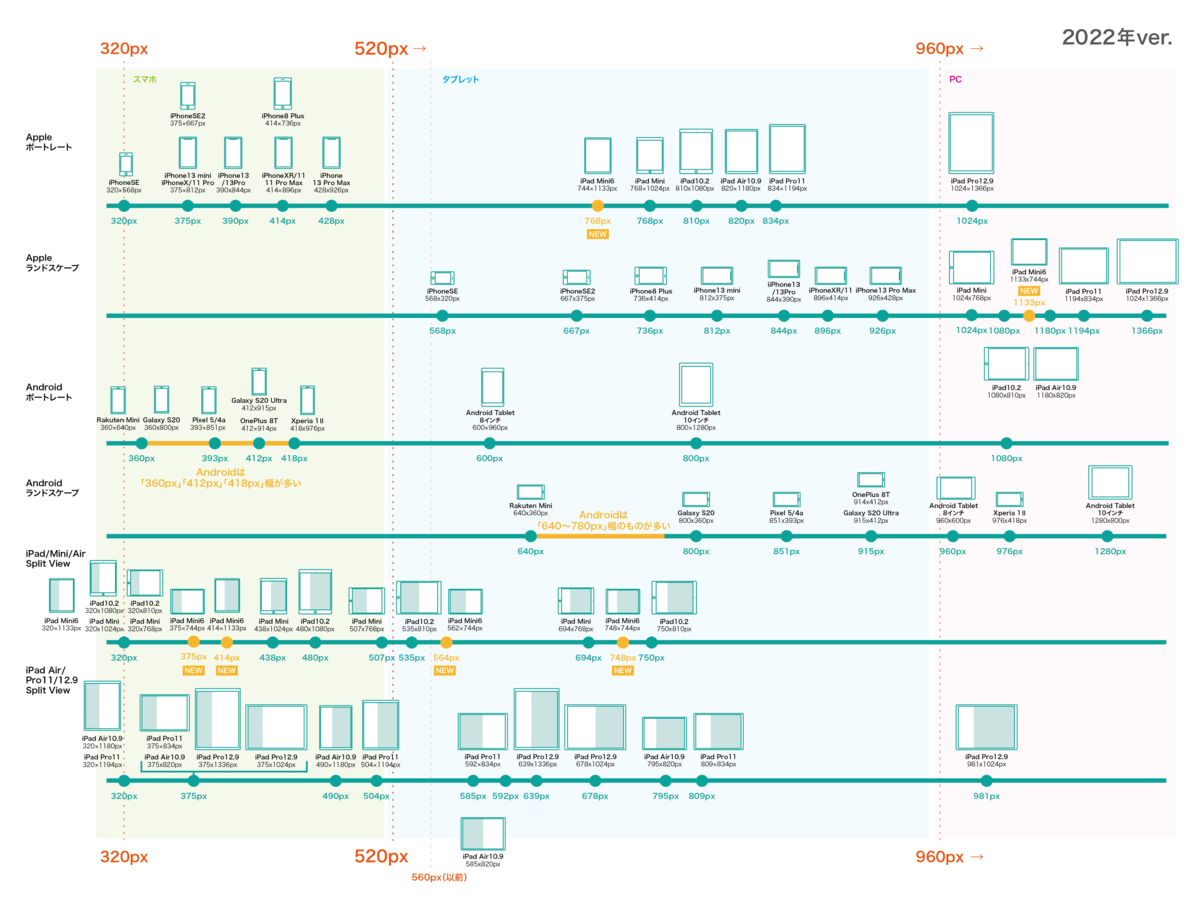 320px
520px →
960px →
2022年ver.
スマホ
タブレット
PC
Apple
ポートレート
iPhoneSE2
375×667px
iPhone8 Plus
414×736px
iPhoneSE
320×568px
iPhone13 mini
iPhoneX/11 Pro
375×812px
iPhone13
/13Pro
390×844px
iPhoneXR/11
11 Pro Max
414×896px
iPhone
13 Pro Max
428×926px
iPad Mini6
744×1133px
iPad Mini
768×1024px
iPad10.2
810×1080px
iPad Air10.9
820×1180px
iPad Pro11
834×1194px
iPad Pro12.9
1024×1366px
320px
375px
390px
414px
428px
768px
NEW
768px
810px
820px
834px
1024px
Apple
ランドスケープ
iPhoneSE
568×320px
iPhoneSE2
667×375px
iPhone8 Plus
736×414px
iPhone13 mini
812×375px
iPhone13
/13Pro
844×390px
iPhoneXR/11
896×414px
iPhone13 Pro Max
926×428px
iPad Mini
1024×768px
iPad Mini6
1133×744px
NEW
1133px
iPad Pro11
1194×834px
iPad Pro12.9
1024×1366px
568px
667px
736px
812px
844px
896px
926px
1024px
1080px
1180px
1194px
1366px
iPad10.2
1080×810px
iPad Air10.9
1180×820px
Android
ポートレート
Rakuten Mini
360×640px
Galaxy S20
360×800px
Pixel 5/4a
393×851px
Galaxy S20 Ultra
412×915px
OnePlus 8T
412×914px
Xperia 1II
418×976px
Android Tablet
8インチ
600×960px
Android Tablet
10インチ
800×1280px
360px
393px
412px
418px
600px
800px
1080px
Androidは
「360px」「412px」「418px」幅が多い
Android
ランドスケープ
Rakuten Mini
640×360px
Androidは
「640〜780px」幅のものが多い
Galaxy S20
800×360px
Pixel 5/4a
851×393px
OnePlus 8T
914×412px
Galaxy S20 Ultra
915×412px
Android Tablet
8インチ
960×600px
Xperia 1II
976×418px
Android Tablet
10インチ
1280×800px
640px
800px
851px
915px
960px
976px
1280px
iPad/Mini/Air
Split View
iPad Mini6
320×1133px
iPad10.2
320×1080px
iPad Mini
320×1024px
iPad10.2
320×810px
iPad Mini
320×768px
iPad Mini6
375×744px
iPad Mini6
414×1133px
iPad Mini
438×1024px
iPad10.2
480×1080px
iPad Mini
507×768px
iPad10.2
535×810px
iPad Mini6
562×744px
iPad Mini
694×768px
iPad Mini6
748×744px
iPad10.2
750×810px
320px
375px
NEW
414px
NEW
438px
480px
507px
535px
564px
NEW
694px
748px
NEW
750px
iPad Air/
Pro11/12.9
Split View
iPad Air10.9
320×1180px
iPad Pro11
320×1194px
iPad Pro11
375×834px
iPad Air10.9
375×820px
iPad Pro12.9
375×1336px
iPad Pro12.9
375×1024px
iPad Air10.9
490×1180px
iPad Pro11
504×1194px
iPad Pro11
592×834px
iPad Pro12.9
639×1336px
iPad Pro12.9
678×1024px
iPad Air10.9
795×820px
iPad Pro11
809×834px
iPad Pro12.9
981×1024px
320px
375px
490px
504px
585px
592px
639px
678px
795px
809px
981px
iPad Air10.9
585×820px
320px
520px
960px →
560px(以前)